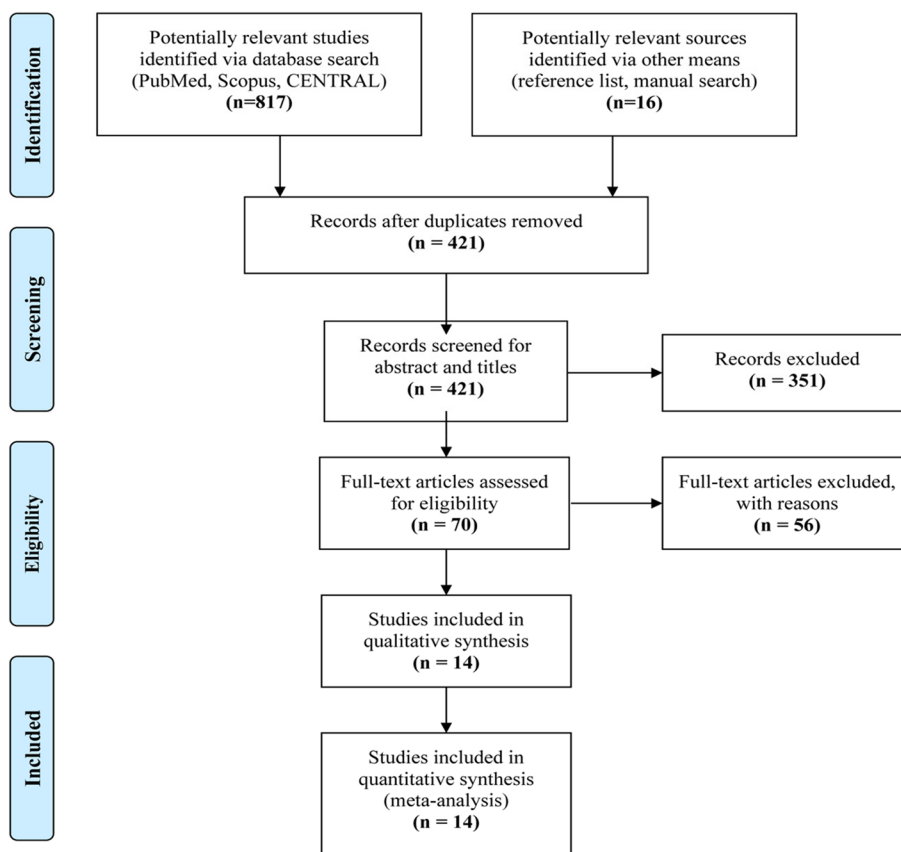 Identification
Potentially relevant studies
identified via database search
(PubMed, Scopus, CENTRAL)
(n=817)
Potentially relevant sources
identified via other means
(reference list, manual search)
(n=16)
Records after duplicates removed
(n = 421)
Screening
Records screened for
abstract and titles
(n = 421)
Records excluded
(n = 351)
Eligibility
Full-text articles assessed
for eligibility
(n = 70)
Full-text articles excluded,
with reasons
(n = 56)
Studies included in
qualitative synthesis
(n = 14)
Included
Studies included in
quantitative synthesis
(meta-analysis)
(n = 14)